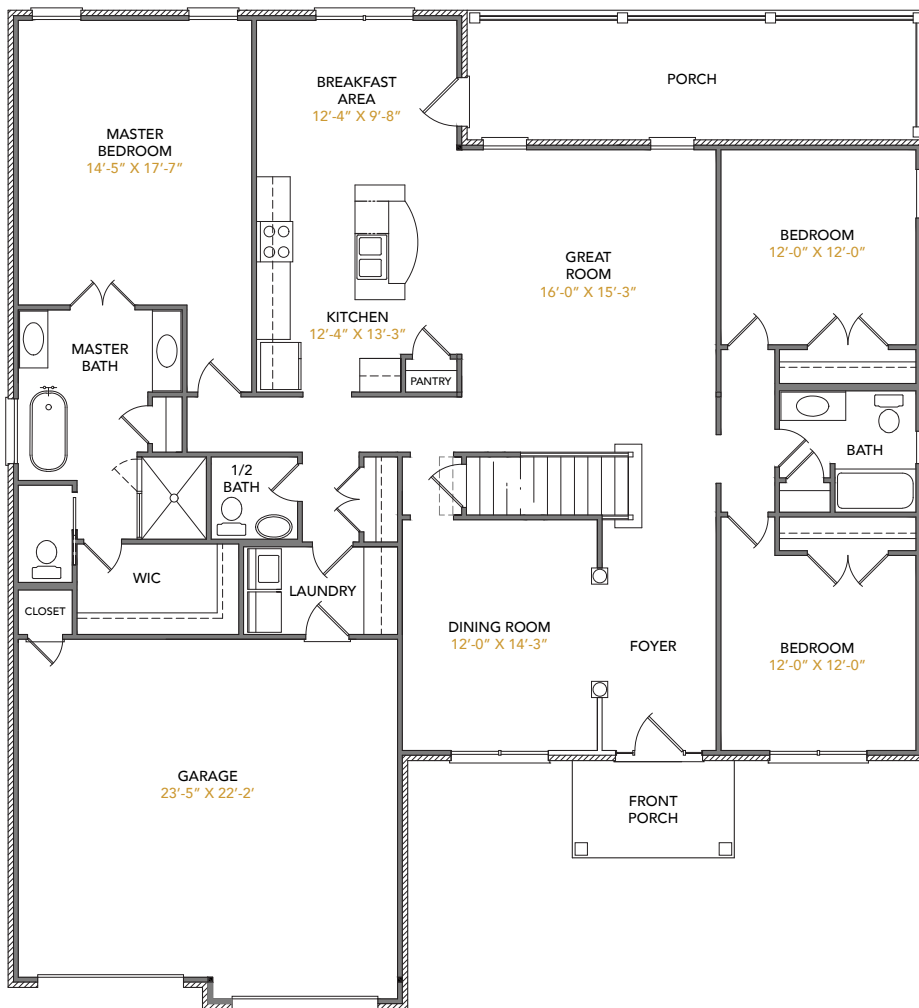 PORCH
BREAKFAST
AREA
12'-4" X 9'-8"
MASTER
BEDROOM
14'-5" X 17'-7"
BEDROOM
12'-0" X 12'-0"
GREAT
ROOM
16'-0" X 15'-3"
KITCHEN
12'-4" X 13'-3"
MASTER
BATH
PANTRY
BATH
1/2
BATH
WIC
LAUNDRY
CLOSET
DINING ROOM
12'-0" X 14'-3"
FOYER
BEDROOM
12'-0" X 12'-0"
GARAGE
23'-5" X 22'-2'
FRONT
PORCH